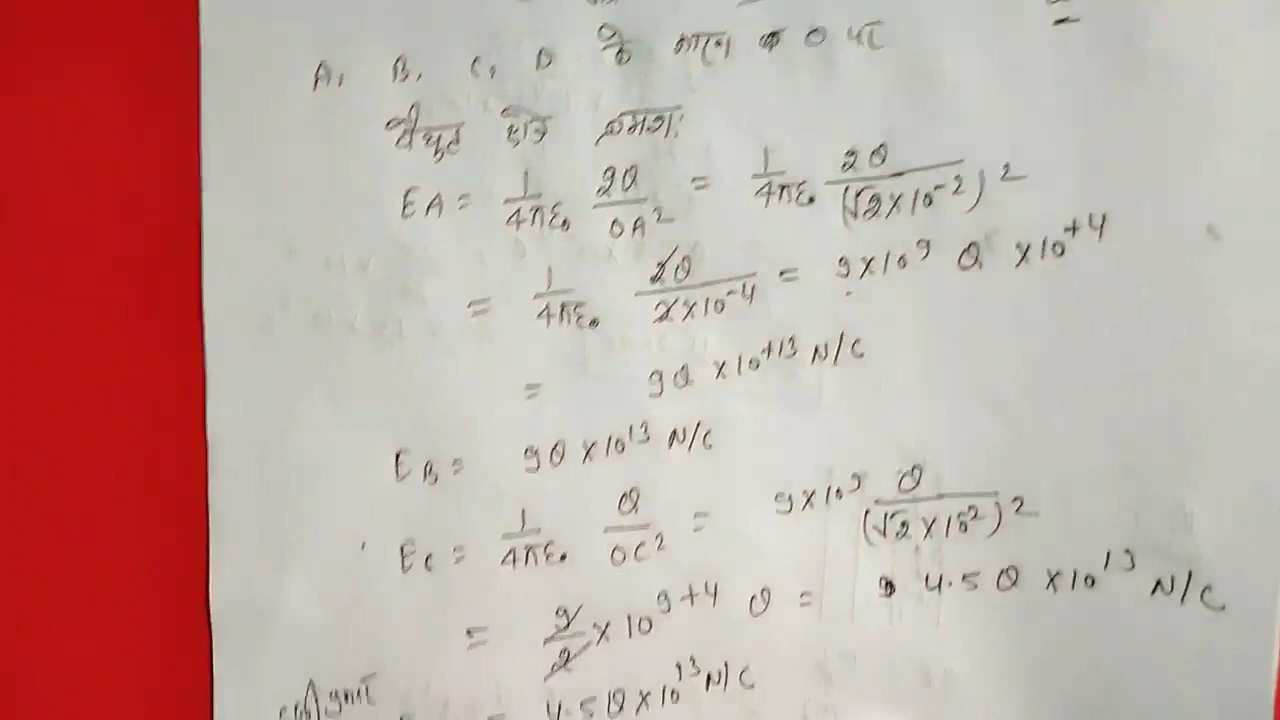 A, B, C, D के कारण O पर
वैधुत क्षेत्र क्रमशः
EA = 1/4πε₀ 2Q/OA² = 1/4πε₀ 2Q/(√2×10⁻²)²
= 1/4πε₀ 2Q/2×10⁻⁴ = 9×10⁹ Q ×10⁺⁴
= 9Q ×10⁺¹³ N/C
EB = 9Q ×10¹³ N/C
Ec = 1/4πε₀ Q/OC² = 9×10⁹ Q/(√2×10⁻²)²
= 9/2 ×10⁹⁺⁴ Q = 4.5Q ×10¹³ N/C
= 4.5Q×10¹³ N/C